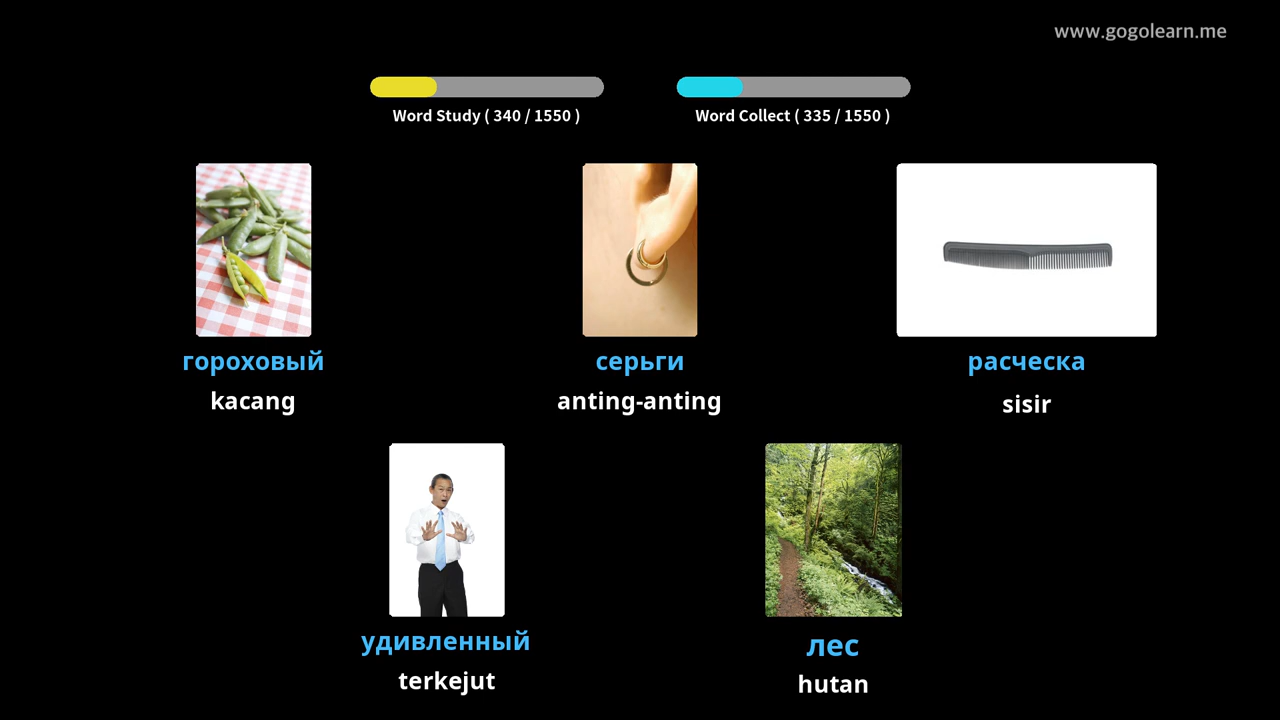 www.gogolearn.me
Word Study ( 340 / 1550 )
Word Collect ( 335 / 1550 )
гороховый
kacang
серьги
anting-anting
расческа
sisir
удивленный
terkejut
лес
hutan